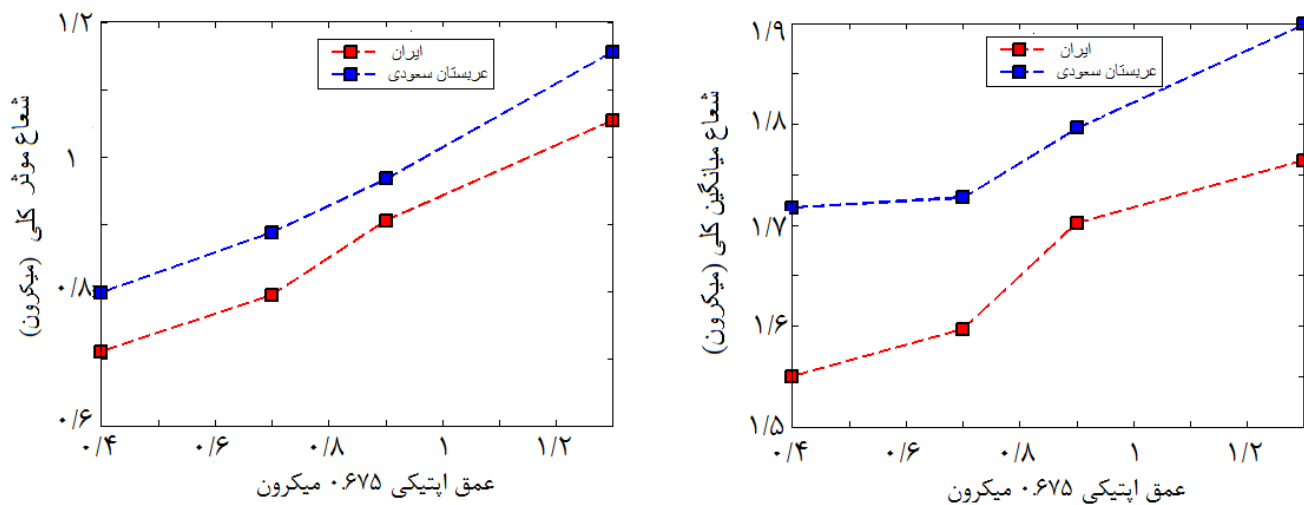 ۱/۲
۱
۰/۸
۰/۶
شعاع موثر کلی (میکرون)
ایران
عربستان سعودی
۰/۴ ۰/۶ ۰/۸ ۱ ۱/۲
عمق اپتیکی ۰.۶۷۵ میکرون
۱/۹
۱/۸
۱/۷
۱/۶
۱/۵
شعاع میانگین کلی (میکرون)
ایران
عربستان سعودی
۰/۴ ۰/۶ ۰/۸ ۱ ۱/۲
عمق اپتیکی ۰.۶۷۵ میکرون